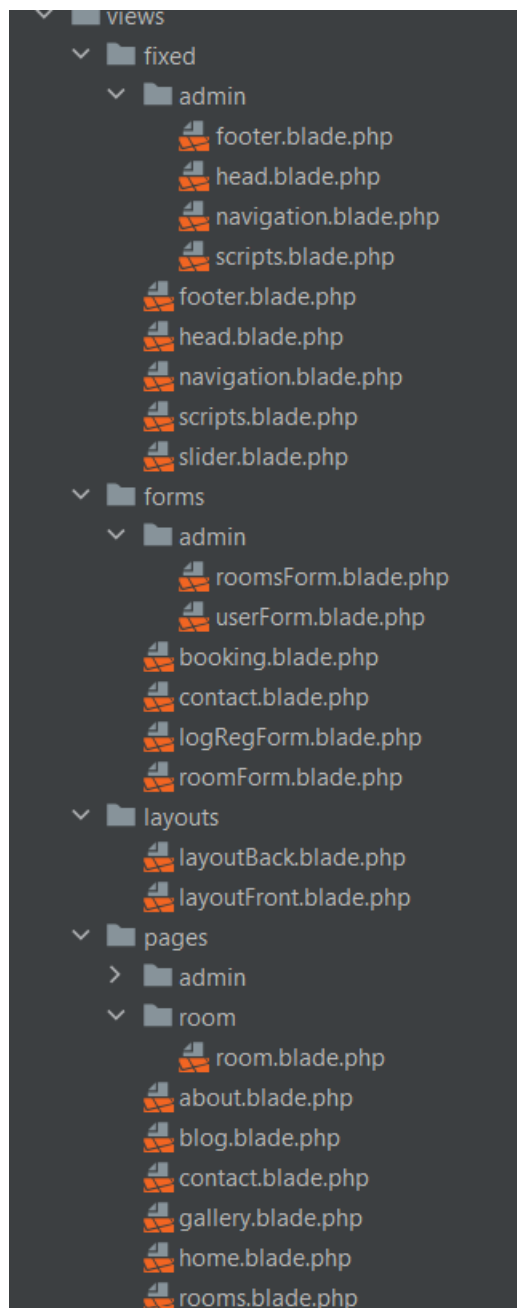 views
fixed
admin
footer.blade.php
head.blade.php
navigation.blade.php
scripts.blade.php
footer.blade.php
head.blade.php
navigation.blade.php
scripts.blade.php
slider.blade.php
forms
admin
roomsForm.blade.php
userForm.blade.php
booking.blade.php
contact.blade.php
logRegForm.blade.php
roomForm.blade.php
layouts
layoutBack.blade.php
layoutFront.blade.php
pages
admin
room
room.blade.php
about.blade.php
blog.blade.php
contact.blade.php
gallery.blade.php
home.blade.php
rooms.blade.php